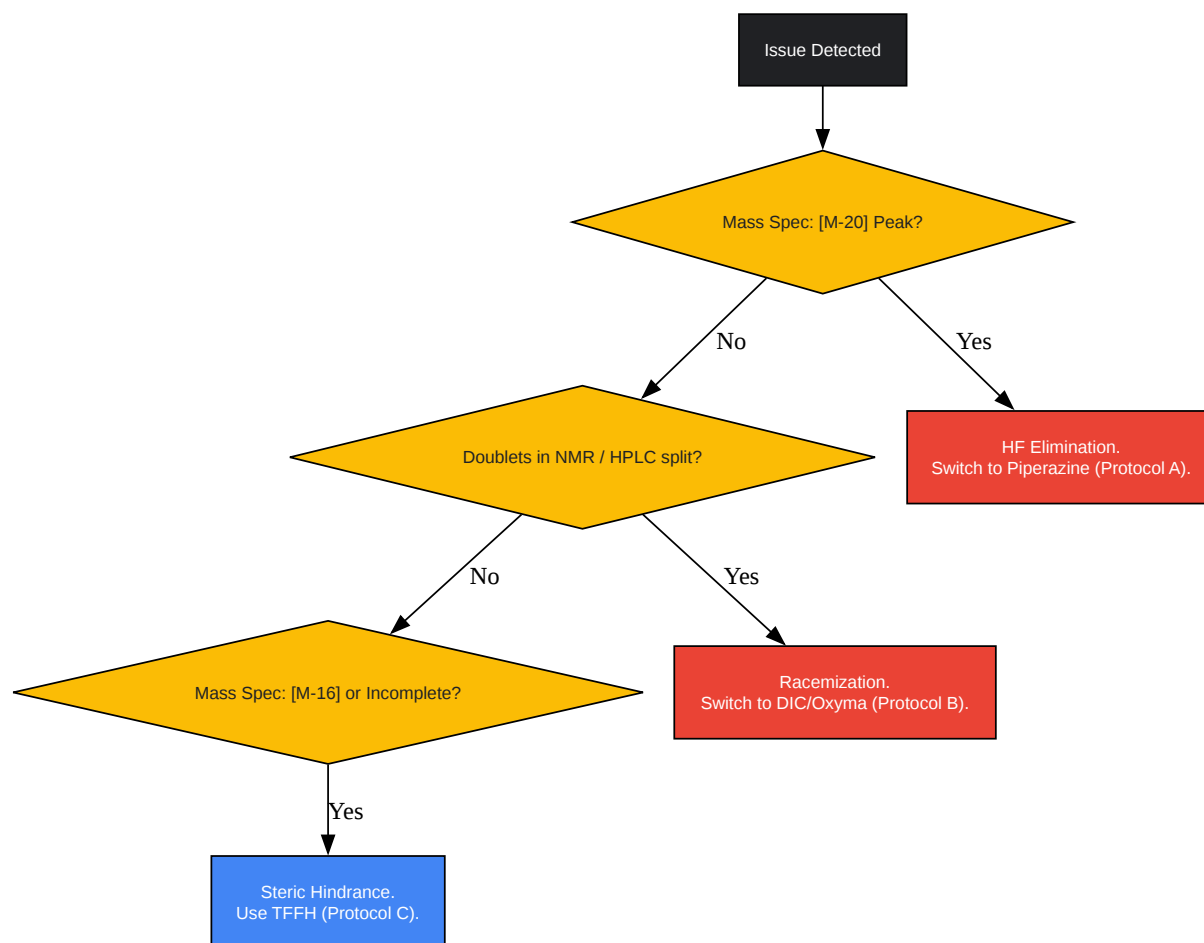 Issue Detected
Mass Spec: [M-20] Peak?
No
Yes
Doublets in NMR / HPLC split?
HF Elimination.
Switch to Piperazine (Protocol A).
No
Yes
Mass Spec: [M-16] or Incomplete?
Racemization.
Switch to DIC/Oxyma (Protocol B).
Yes
Steric Hindrance.
Use TFFH (Protocol C).